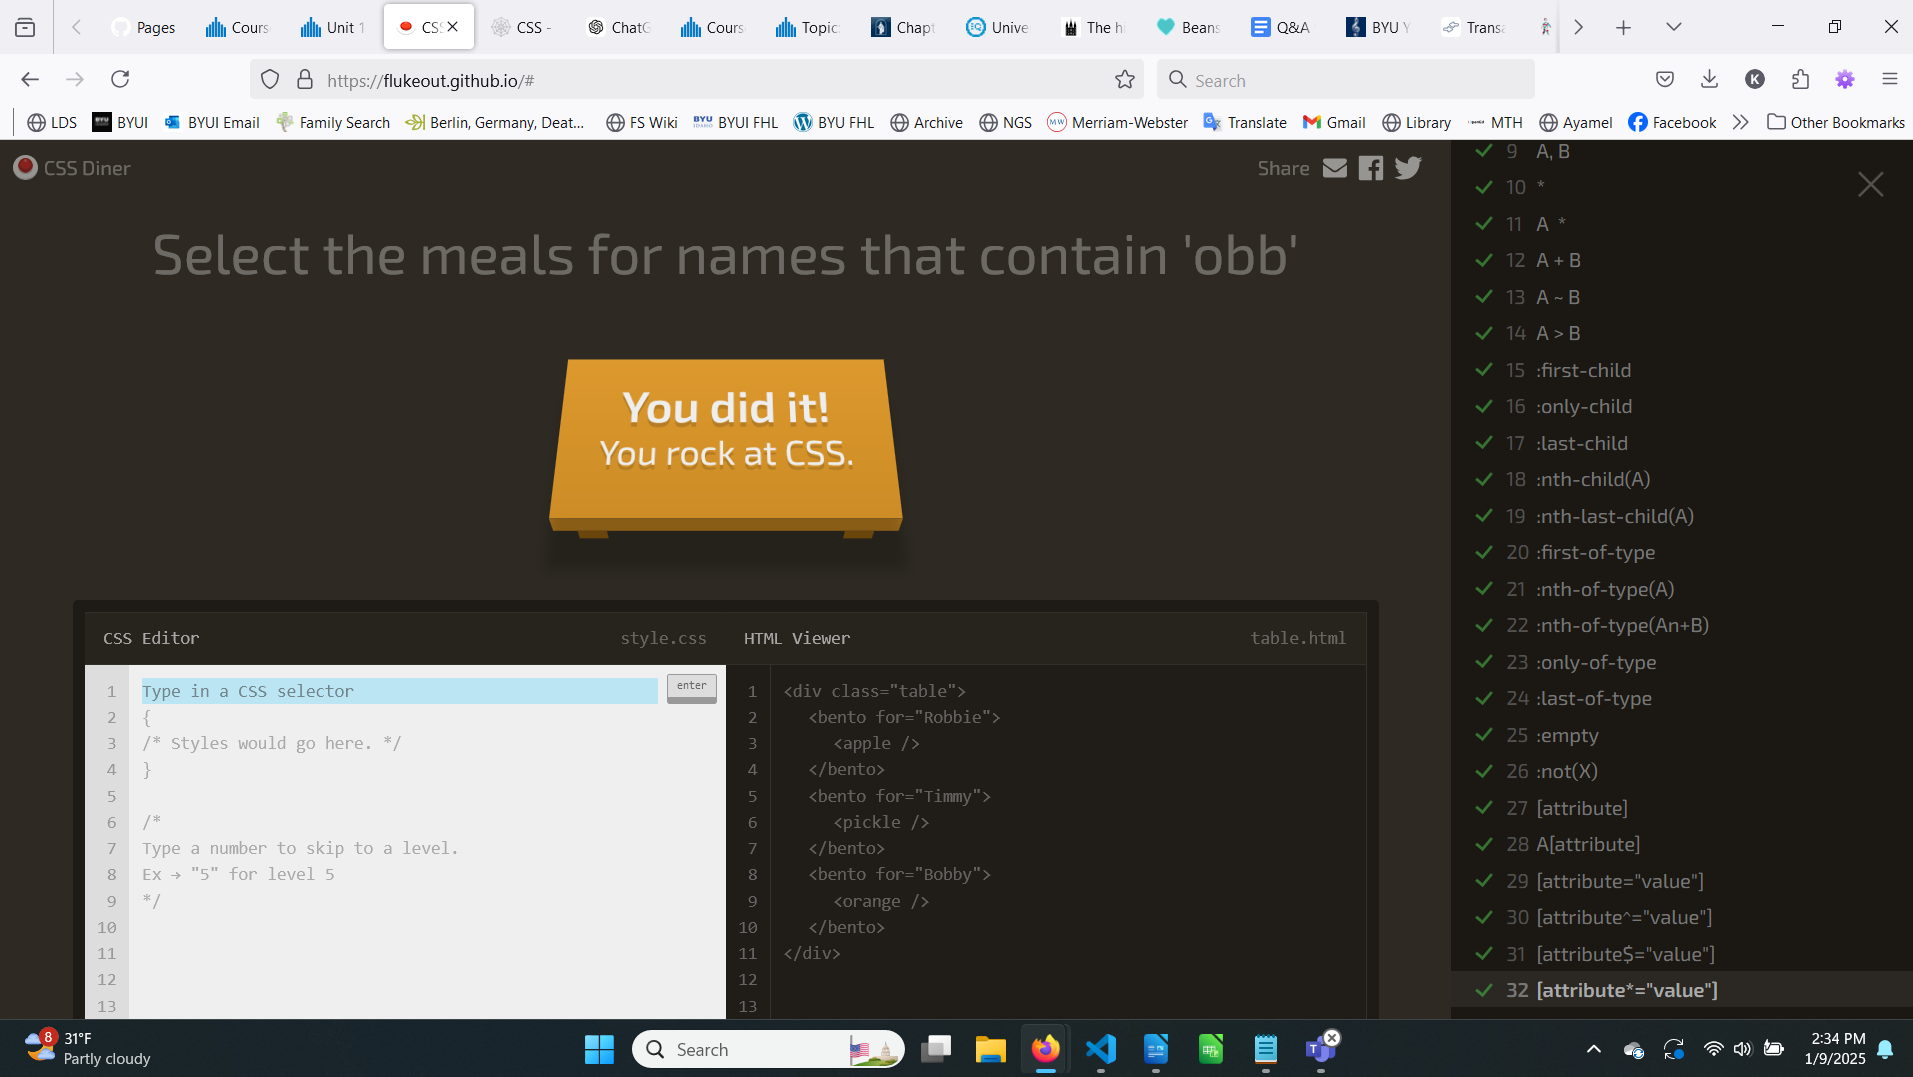 Pages
Cours
Unit 1
CSS
CSS -
ChatG
Cours
Topic
Chapt
Unive
The hi
Beans
Q&A
BYU Y
Transa
https://flukeout.github.io/#
Search
K
LDS
BYUI
BYUI Email
Family Search
Berlin, Germany, Deat...
FS Wiki
BYUI FHL
BYU FHL
Archive
NGS
Merriam-Webster
Translate
Gmail
Library
MTH
Ayamel
Facebook
Other Bookmarks
CSS Diner
Share
Select the meals for names that contain 'obb'
You did it!
You rock at CSS.
CSS Editor
style.css
1 Type in a CSS selector
enter
2 {
3 /* Styles would go here. */
4 }
5
6 /*
7 Type a number to skip to a level.
8 Ex → "5" for level 5
9 */
10
11
12
13
HTML Viewer
table.html
1 <div class="table">
2 <bento for="Robbie">
3 <apple />
4 </bento>
5 <bento for="Timmy">
6 <pickle />
7 </bento>
8 <bento for="Bobby">
9 <orange />
10 </bento>
11 </div>
12
13
9 A, B
10 *
11 A *
12 A + B
13 A ~ B
14 A > B
15 :first-child
16 :only-child
17 :last-child
18 :nth-child(A)
19 :nth-last-child(A)
20 :first-of-type
21 :nth-of-type(A)
22 :nth-of-type(An+B)
23 :only-of-type
24 :last-of-type
25 :empty
26 :not(X)
27 [attribute]
28 A[attribute]
29 [attribute="value"]
30 [attribute^="value"]
31 [attribute$="value"]
32 [attribute*="value"]
8
31°F
Partly cloudy
Search
2:34 PM
1/9/2025